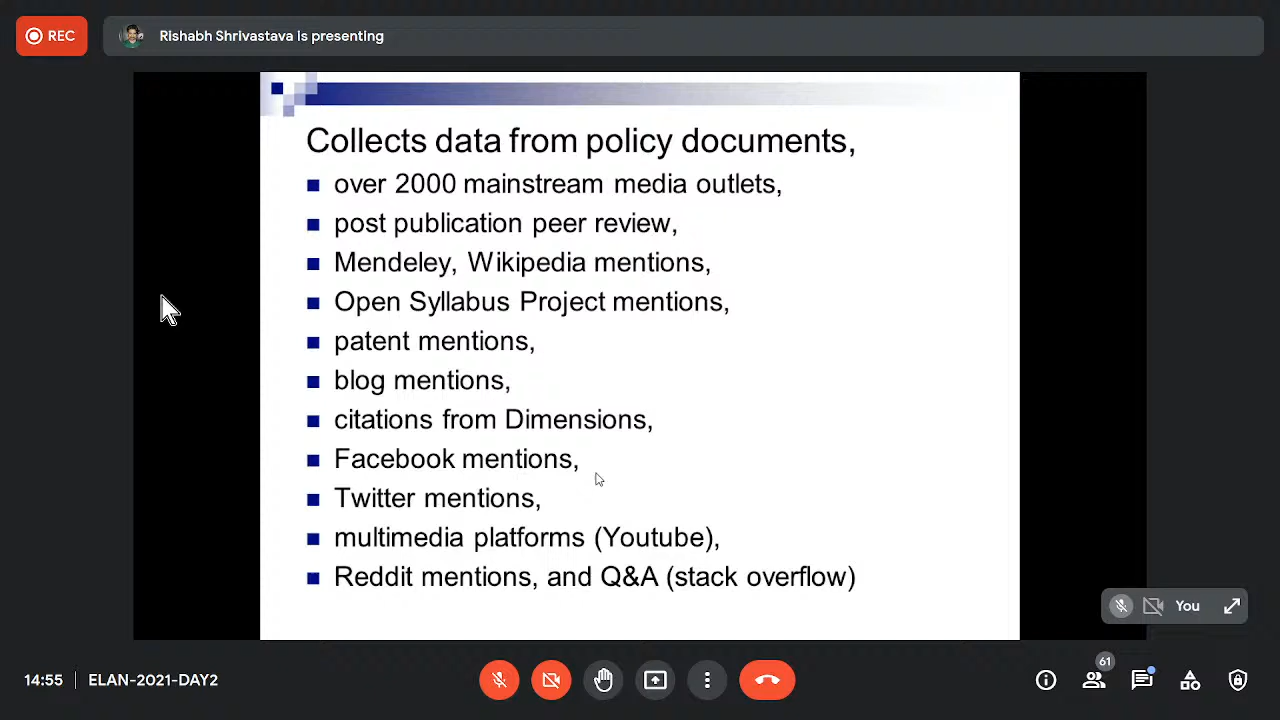 REC
Rishabh Shrivastava is presenting
Collects data from policy documents,
over 2000 mainstream media outlets,
post publication peer review,
Mendeley, Wikipedia mentions,
Open Syllabus Project mentions,
patent mentions,
blog mentions,
citations from Dimensions,
Facebook mentions,
Twitter mentions,
multimedia platforms (Youtube),
Reddit mentions, and Q&A (stack overflow)
You
14:55 | ELAN-2021-DAY2
61